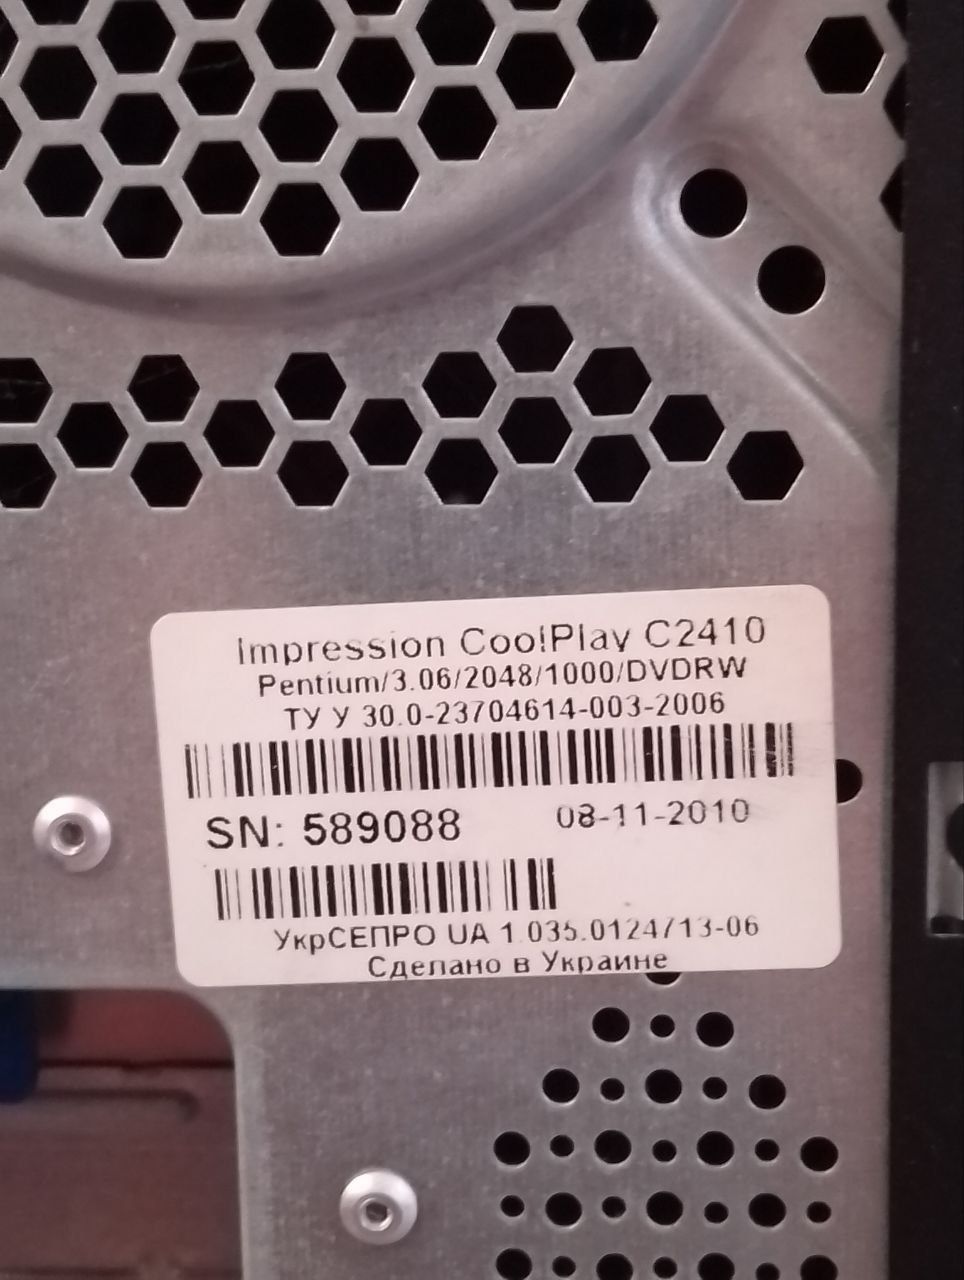 Impression CoolPlay C2410
Pentium/3.06/2048/1000/DVDRW
ТУ У 30.0-23704614-003-2006
SN: 589088
08-11-2010
УкрСЕПРО UA 1.035.0124713-06
Сделано в Украине